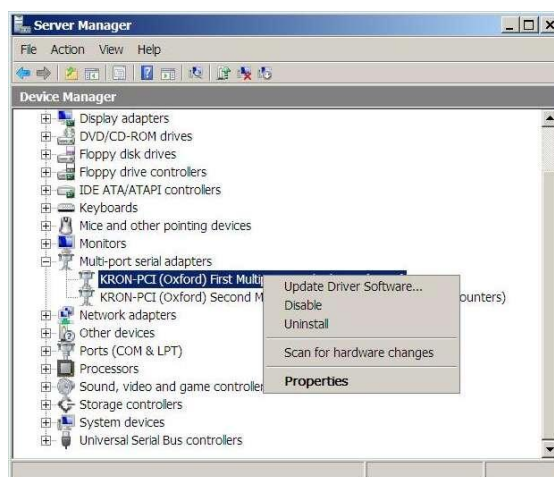 Server Manager
File Action View Help
Device Manager
Display adapters
DVD/CD-ROM drives
Floppy disk drives
Floppy drive controllers
IDE ATA/ATAPI controllers
Keyboards
Mice and other pointing devices
Monitors
Multi-port serial adapters
KRON-PCI (Oxford) First
KRON-PCI (Oxford) Second ounters)
Network adapters
Other devices
Ports (COM & LPT)
Processors
Sound, video and game
Storage controllers
System devices
Universal Serial Bus controllers
Update Driver Software...
Disable
Uninstall
Scan for hardware changes
Properties